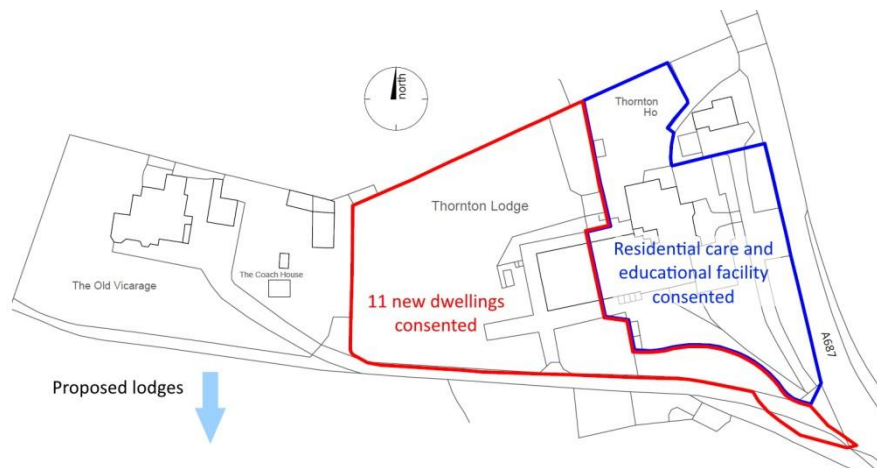 north
Thornton
Ho
Thornton Lodge
Residential care and
educational facility
consented
The Coach House
The Old Vicarage
11 new dwellings
consented
A687
Proposed lodges